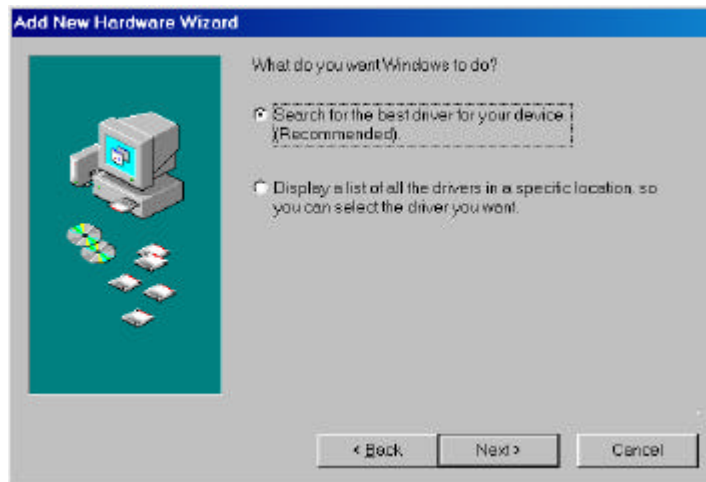 Add New Hardware Wizard
What do you want Windows to do?
Search for the best driver for your device.
(Recommended).
Display a list of all the drivers in a specific location, so
you can select the driver you want.
< Back
Next >
Cancel